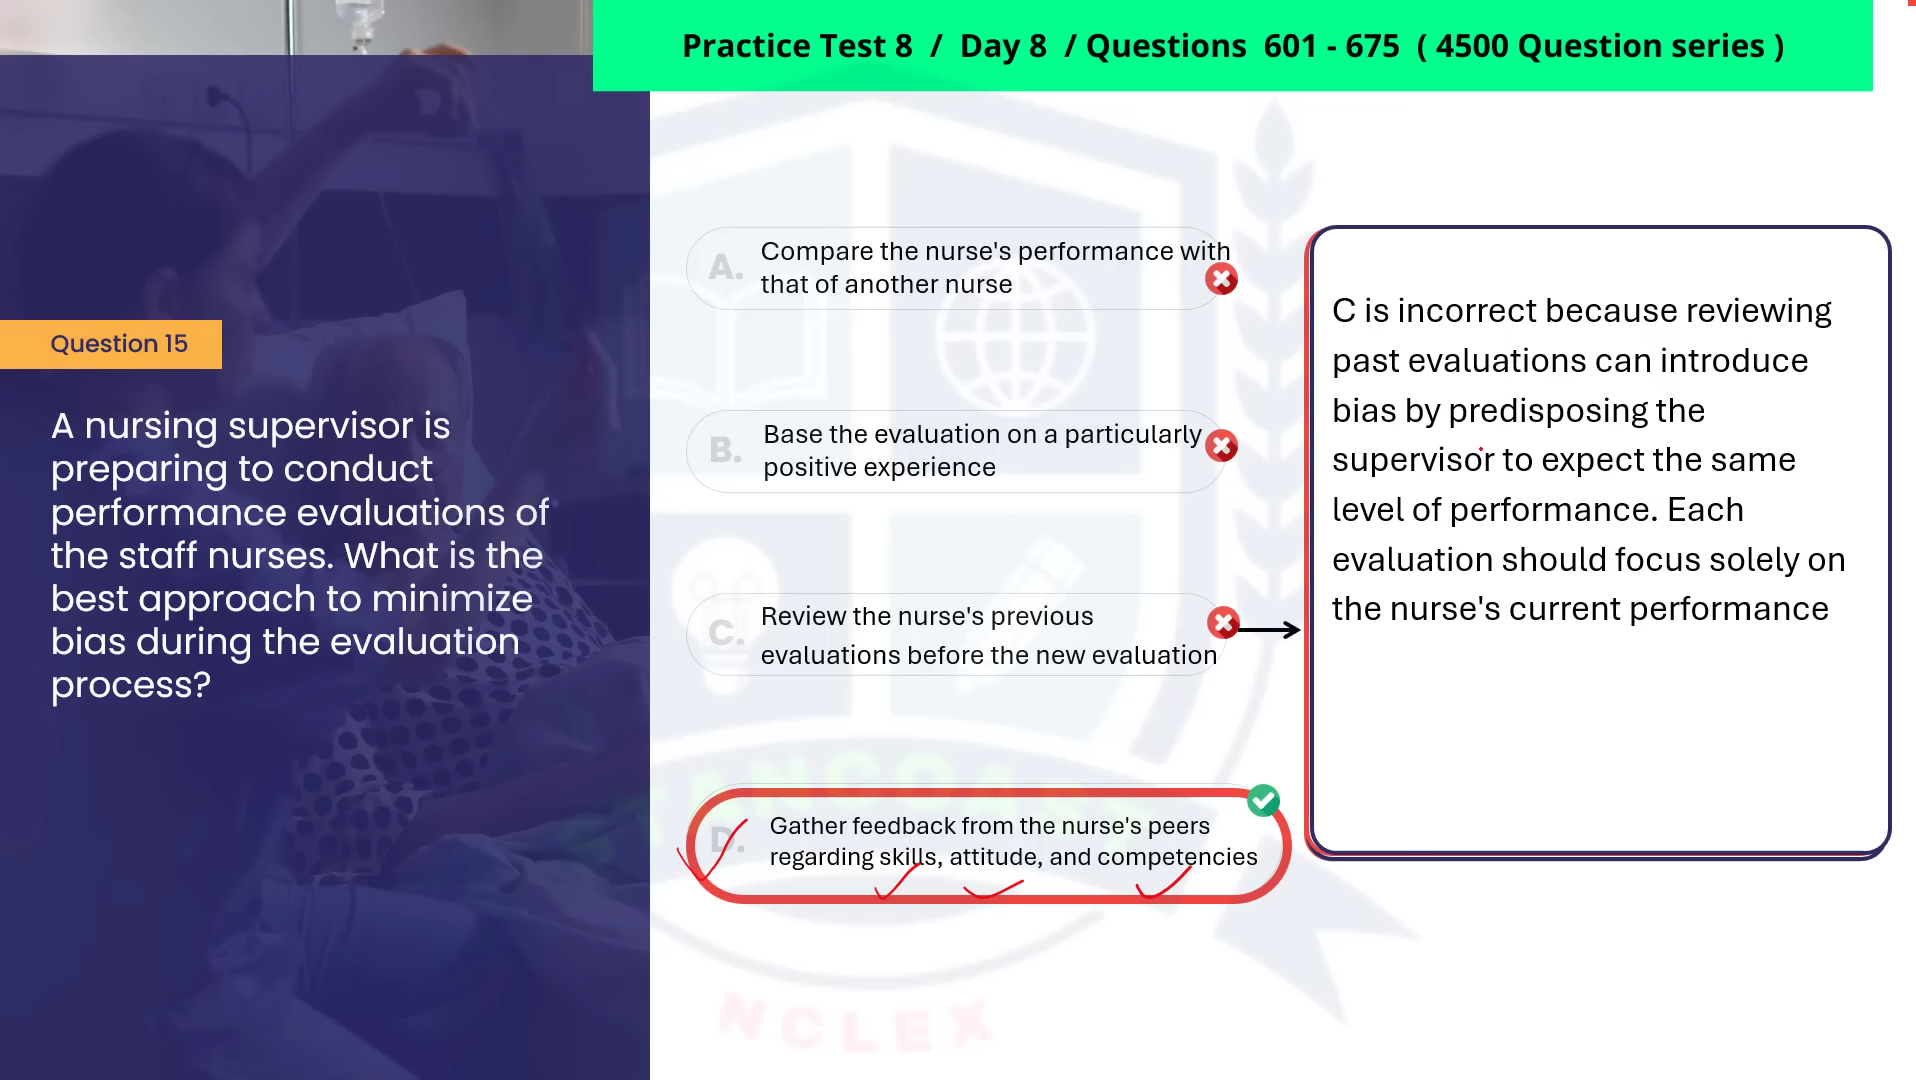 Practice Test 8 / Day 8 / Questions 601 - 675 ( 4500 Question series )
Question 15
A nursing supervisor is
preparing to conduct
performance evaluations of
the staff nurses. What is the
best approach to minimize
bias during the evaluation
process?
A.
Compare the nurse's performance with
that of another nurse
B.
Base the evaluation on a particularly
positive experience
C.
Review the nurse's previous
evaluations before the new evaluation
D.
Gather feedback from the nurse's peers
regarding skills, attitude, and competencies
C is incorrect because reviewing
past evaluations can introduce
bias by predisposing the
supervisor to expect the same
level of performance. Each
evaluation should focus solely on
the nurse's current performance
NCLEX